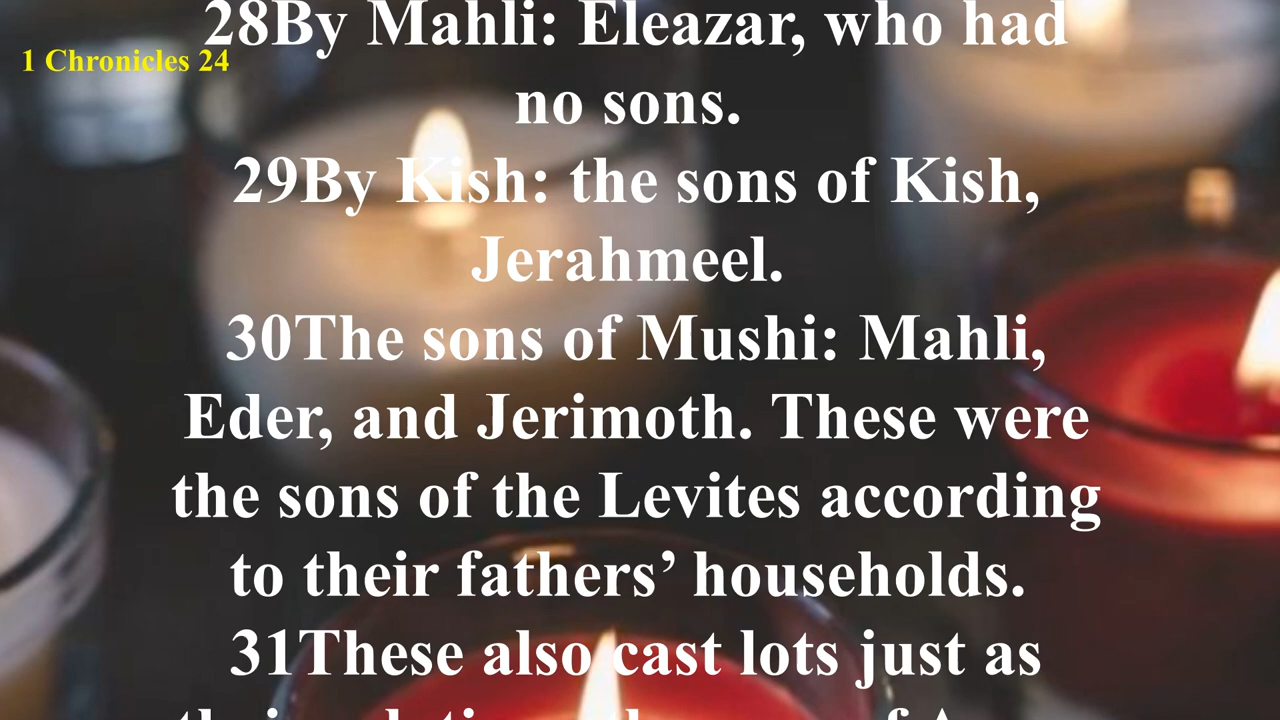 28By Mahli: Eleazar, who had
1 Chronicles 24
no sons.
29By Kish: the sons of Kish,
Jerahmeel.
30The sons of Mushi: Mahli,
Eder, and Jerimoth. These were
the sons of the Levites according
to their fathers’ households.
31These also cast lots just as